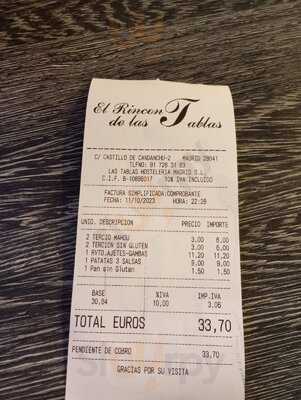 El Rincon
de las Tablas
C/ CASTILLO DE CANDANCHU-2 MADRID 28041
TLFNO: 91 728 31 63
LAS TABLAS HOSTELERIA MADRID S.L.
C.I.F. B-10896017 10% IVA INCLUIDO
FACTURA SIMPLIFICADA:COMPROBANTE
FECHA: 11/10/2023 HORA: 22:28
UNID. DESCRIPCION PRECIO IMPORTE
2 TERCIO MAHOU 3,00 6,00
2 TERCION SIN GLUTEN 3,00 6,00
1 RVTO.AJETES-GAMBAS 11,20 11,20
1 PATATAS 3 SALSAS 9,00 9,00
1 Pan sin Gluten 1,50 1,50
BASE %IVA IMP.IVA
30,64 10,00 3,06
TOTAL EUROS 33,70
PENDIENTE DE COBRO 33,70
GRACIAS POR SU VISITA